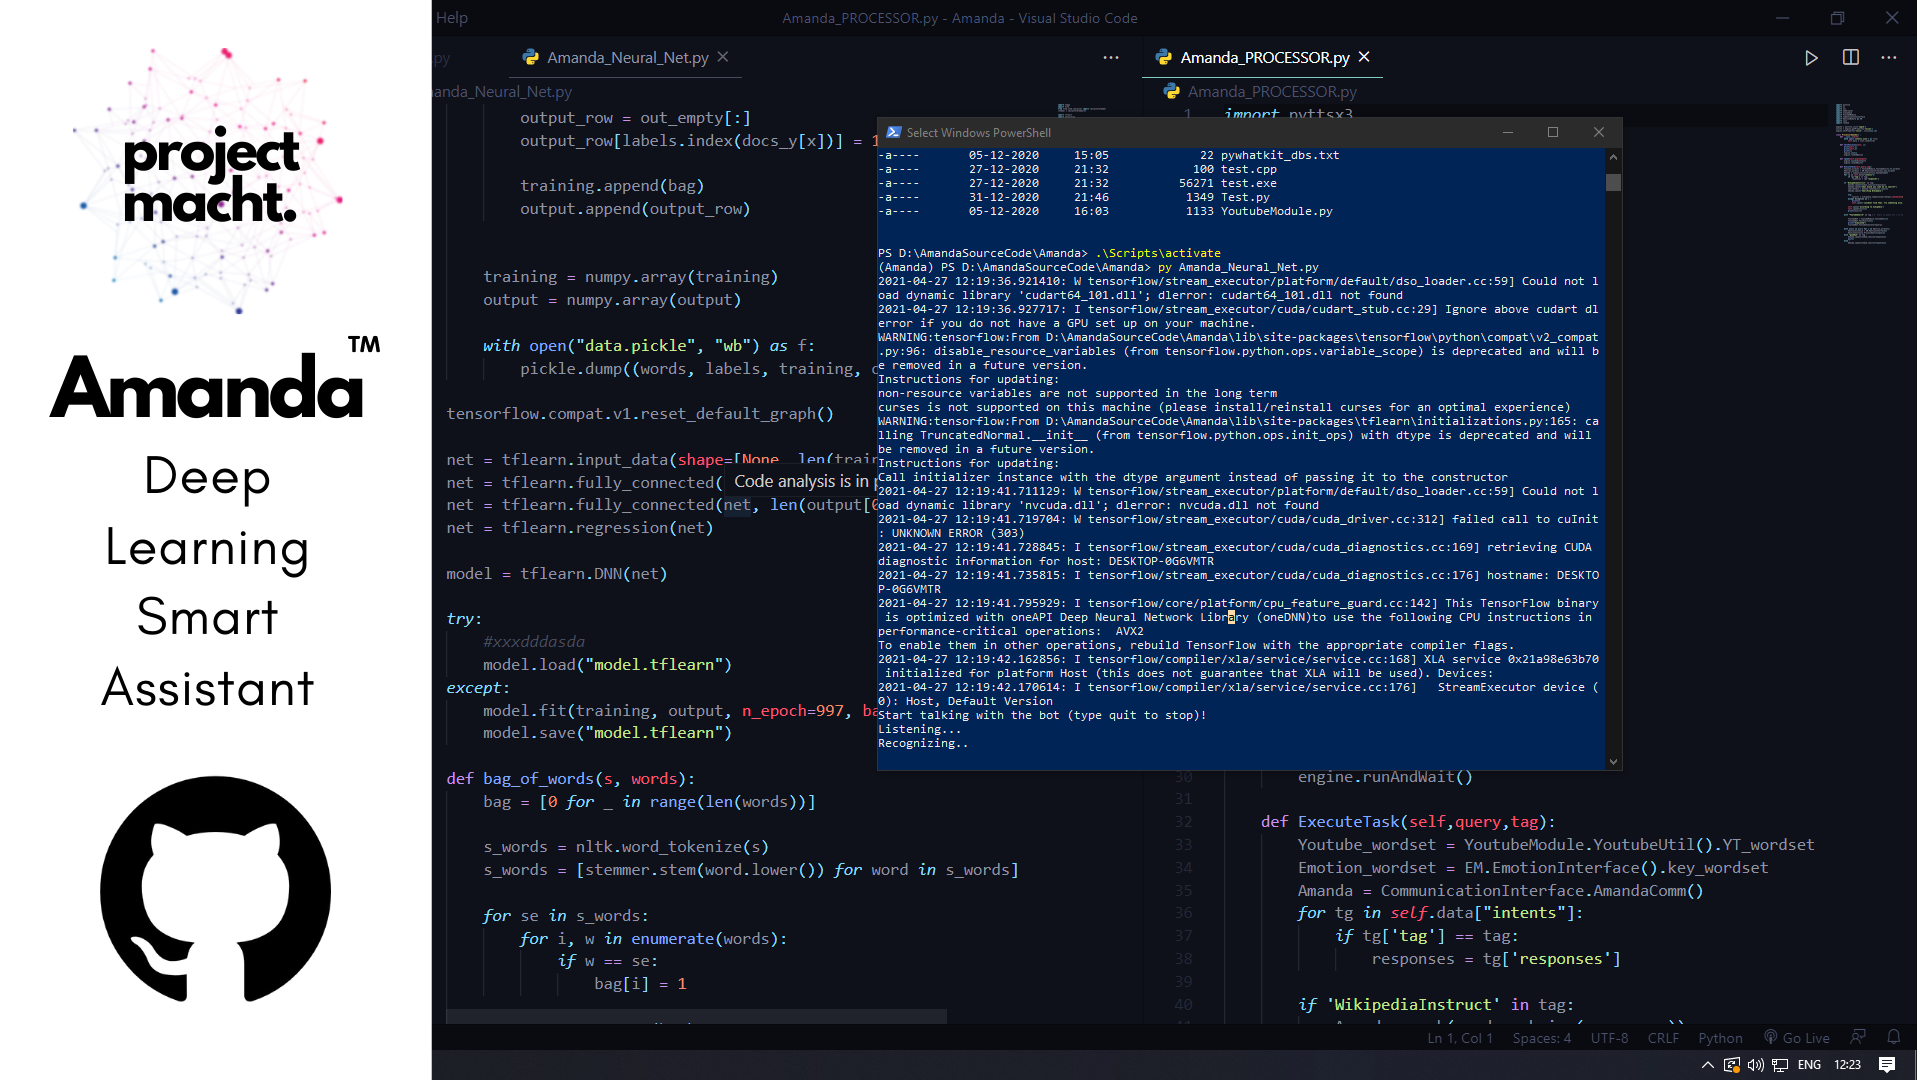 project
macht.
Amanda™
Deep
Learning
Smart
Assistant
Help
Amanda_PROCESSOR.py - Amanda - Visual Studio Code
py
Amanda_Neural_Net.py
anda_Neural_Net.py
output_row = out_empty[:]
output_row[labels.index(docs_y[x])] = 1
training.append(bag)
output.append(output_row)
training = numpy.array(training)
output = numpy.array(output)
with open("data.pickle", "wb") as f:
pickle.dump((words, labels, training,
tensorflow.compat.v1.reset_default_graph()
net = tflearn.input_data(shape=[None, len(trai
net = tflearn.fully_connected(
Code analysis is in
net = tflearn.fully_connected(net, len(output[0
net = tflearn.regression(net)
model = tflearn.DNN(net)
try:
#xxxdddasda
model.load("model.tflearn")
except:
model.fit(training, output, n_epoch=997, ba
model.save("model.tflearn")
def bag_of_words(s, words):
bag = [0 for _ in range(len(words))]
s_words = nltk.word_tokenize(s)
s_words = [stemmer.stem(word.lower()) for word in s_words]
for se in s_words:
for i, w in enumerate(words):
if w == se:
bag[i] = 1
Amanda_PROCESSOR.py
Amanda_PROCESSOR.py
1 import pyttsx3
Select Windows PowerShell
-a---- 05-12-2020 15:05 22 pywhatkit_dbs.txt
-a---- 27-12-2020 21:32 100 test.cpp
-a---- 27-12-2020 21:32 56271 test.exe
-a---- 31-12-2020 21:46 1349 Test.py
-a---- 05-12-2020 16:03 1133 YoutubeModule.py
PS D:\AmandaSourceCode\Amanda> .\Scripts\activate
(Amanda) PS D:\AmandaSourceCode\Amanda> py Amanda_Neural_Net.py
2021-04-27 12:19:36.921410: W tensorflow/stream_executor/platform/default/dso_loader.cc:59] Could not l
oad dynamic library 'cudart64_101.dll'; dlerror: cudart64_101.dll not found
2021-04-27 12:19:36.927717: I tensorflow/stream_executor/cuda/cudart_stub.cc:29] Ignore above cudart dl
error if you do not have a GPU set up on your machine.
WARNING:tensorflow:From D:\AmandaSourceCode\Amanda\lib\site-packages\tensorflow\python\compat\v2_compat
.py:96: disable_resource_variables (from tensorflow.python.ops.variable_scope) is deprecated and will b
e removed in a future version.
Instructions for updating:
non-resource variables are not supported in the long term
curses is not supported on this machine (please install/reinstall curses for an optimal experience)
WARNING:tensorflow:From D:\AmandaSourceCode\Amanda\lib\site-packages\tflearn\initializations.py:165: ca
lling TruncatedNormal.__init__ (from tensorflow.python.ops.init_ops) with dtype is deprecated and will
be removed in a future version.
Instructions for updating:
Call initializer instance with the dtype argument instead of passing it to the constructor
2021-04-27 12:19:41.711129: W tensorflow/stream_executor/platform/default/dso_loader.cc:59] Could not l
oad dynamic library 'nvcuda.dll'; dlerror: nvcuda.dll not found
2021-04-27 12:19:41.719704: W tensorflow/stream_executor/cuda/cuda_driver.cc:312] failed call to cuInit
: UNKNOWN ERROR (303)
2021-04-27 12:19:41.728845: I tensorflow/stream_executor/cuda/cuda_diagnostics.cc:169] retrieving CUDA
diagnostic information for host: DESKTOP-0G6VMTR
2021-04-27 12:19:41.735815: I tensorflow/stream_executor/cuda/cuda_diagnostics.cc:176] hostname: DESKTO
P-0G6VMTR
2021-04-27 12:19:41.795929: I tensorflow/core/platform/cpu_feature_guard.cc:142] This TensorFlow binary
is optimized with oneAPI Deep Neural Network Library (oneDNN)to use the following CPU instructions in
performance-critical operations:  AVX2
To enable them in other operations, rebuild TensorFlow with the appropriate compiler flags.
2021-04-27 12:19:42.162856: I tensorflow/compiler/xla/service/service.cc:168] XLA service 0x21a98e63b70
initialized for platform Host (this does not guarantee that XLA will be used). Devices:
2021-04-27 12:19:42.170614: I tensorflow/compiler/xla/service/service.cc:176]   StreamExecutor device (
0): Host, Default Version
Start talking with the bot (type quit to stop)!
Listening...
Recognizing..
30 engine.runAndWait()
31
32 def ExecuteTask(self,query,tag):
33 Youtube_wordset = YoutubeModule.YoutubeUtil().YT_wordset
34 Emotion_wordset = EM.EmotionInterface().key_wordset
35 Amanda = CommunicationInterface.AmandaComm()
36 for tg in self.data["intents"]:
37 if tg['tag'] == tag:
38 responses = tg['responses']
39
40 if 'WikipediaInstruct' in tag:
Ln 1, Col 1 Spaces: 4 UTF-8 CRLF Python Go Live
ENG 12:23